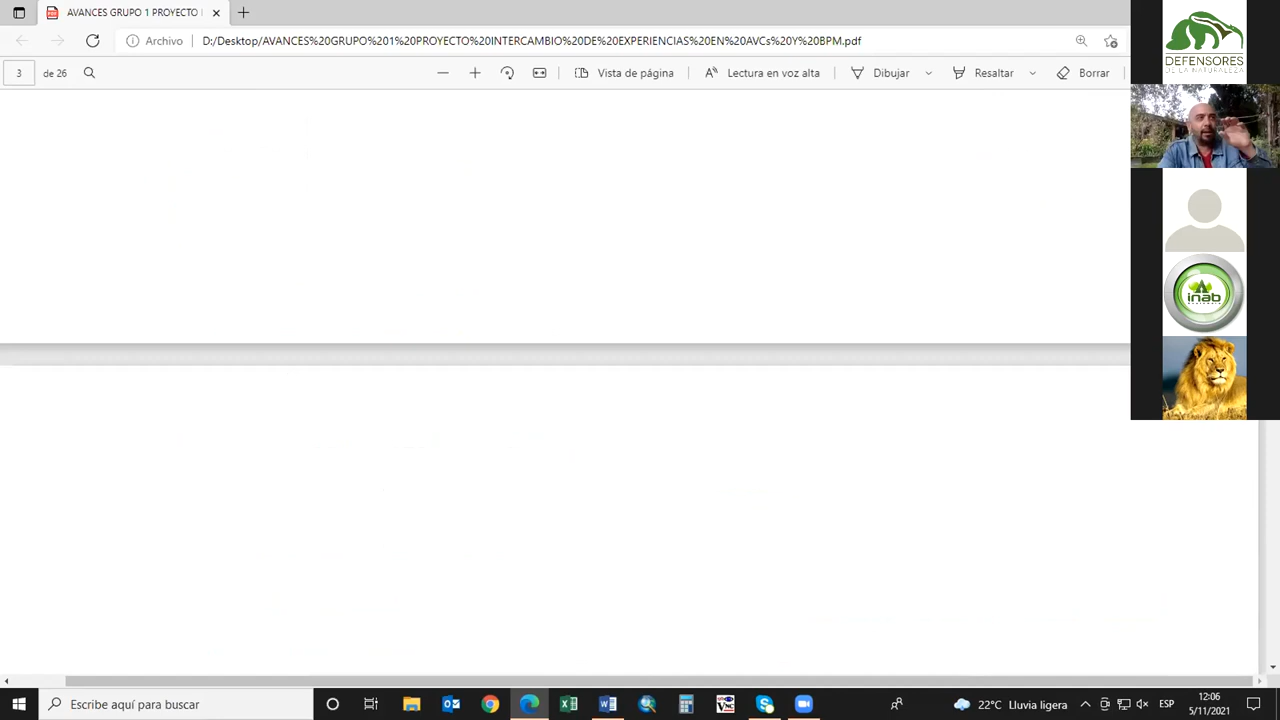 AVANCES GRUPO 1 PROYECTO
Archivo
D:/Desktop/AVANCES%20GRUPO%201%20PROYECTO%20INTERCAMBIO%20DE%20EXPERIENCIAS%20EN%20AVCs%20Y%20BPM.pdf
3 de 26
Vista de página
Lectura en voz alta
Dibujar
Resaltar
Borrar
DEFENSORES
DE LA NATURALEZA
inab
Escribe aquí para buscar
22°C Lluvia ligera
ESP
12:06
5/11/2021